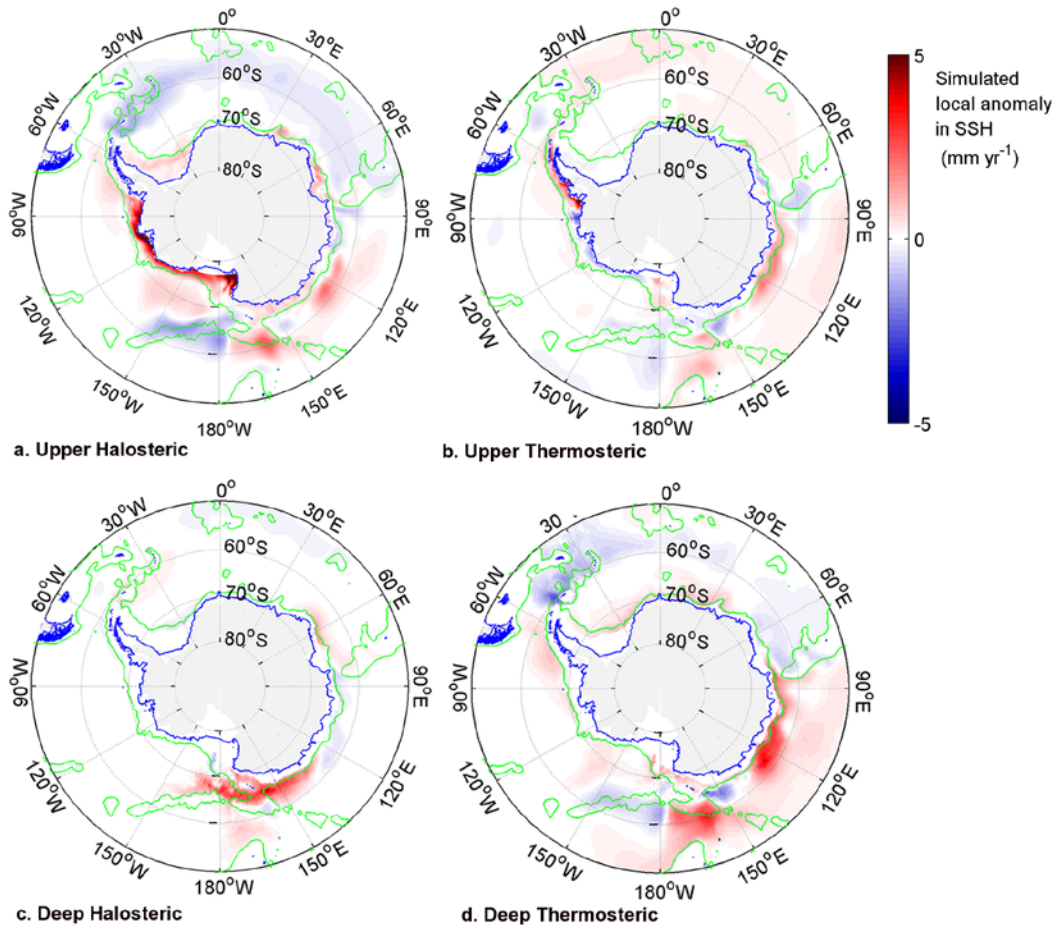 0°
30°E
60°E
90°E
120°E
150°E
180°W
150°W
120°W
90°W
60°W
30°W
60°S
70°S
80°S
a. Upper Halosteric
0°
30°E
60°E
90°E
120°E
150°E
180°W
150°W
120°W
90°W
60°W
30°W
60°S
70°S
80°S
b. Upper Thermosteric
5
0
-5
Simulated
local anomaly
in SSH
(mm yr-1)
0°
30°E
60°E
90°E
120°E
150°E
180°W
150°W
120°W
90°W
60°W
30°W
60°S
70°S
80°S
c. Deep Halosteric
0°
30°E
60°E
90°E
120°E
150°E
180°W
150°W
120°W
90°W
60°W
30
60°S
70°S
80°S
d. Deep Thermosteric